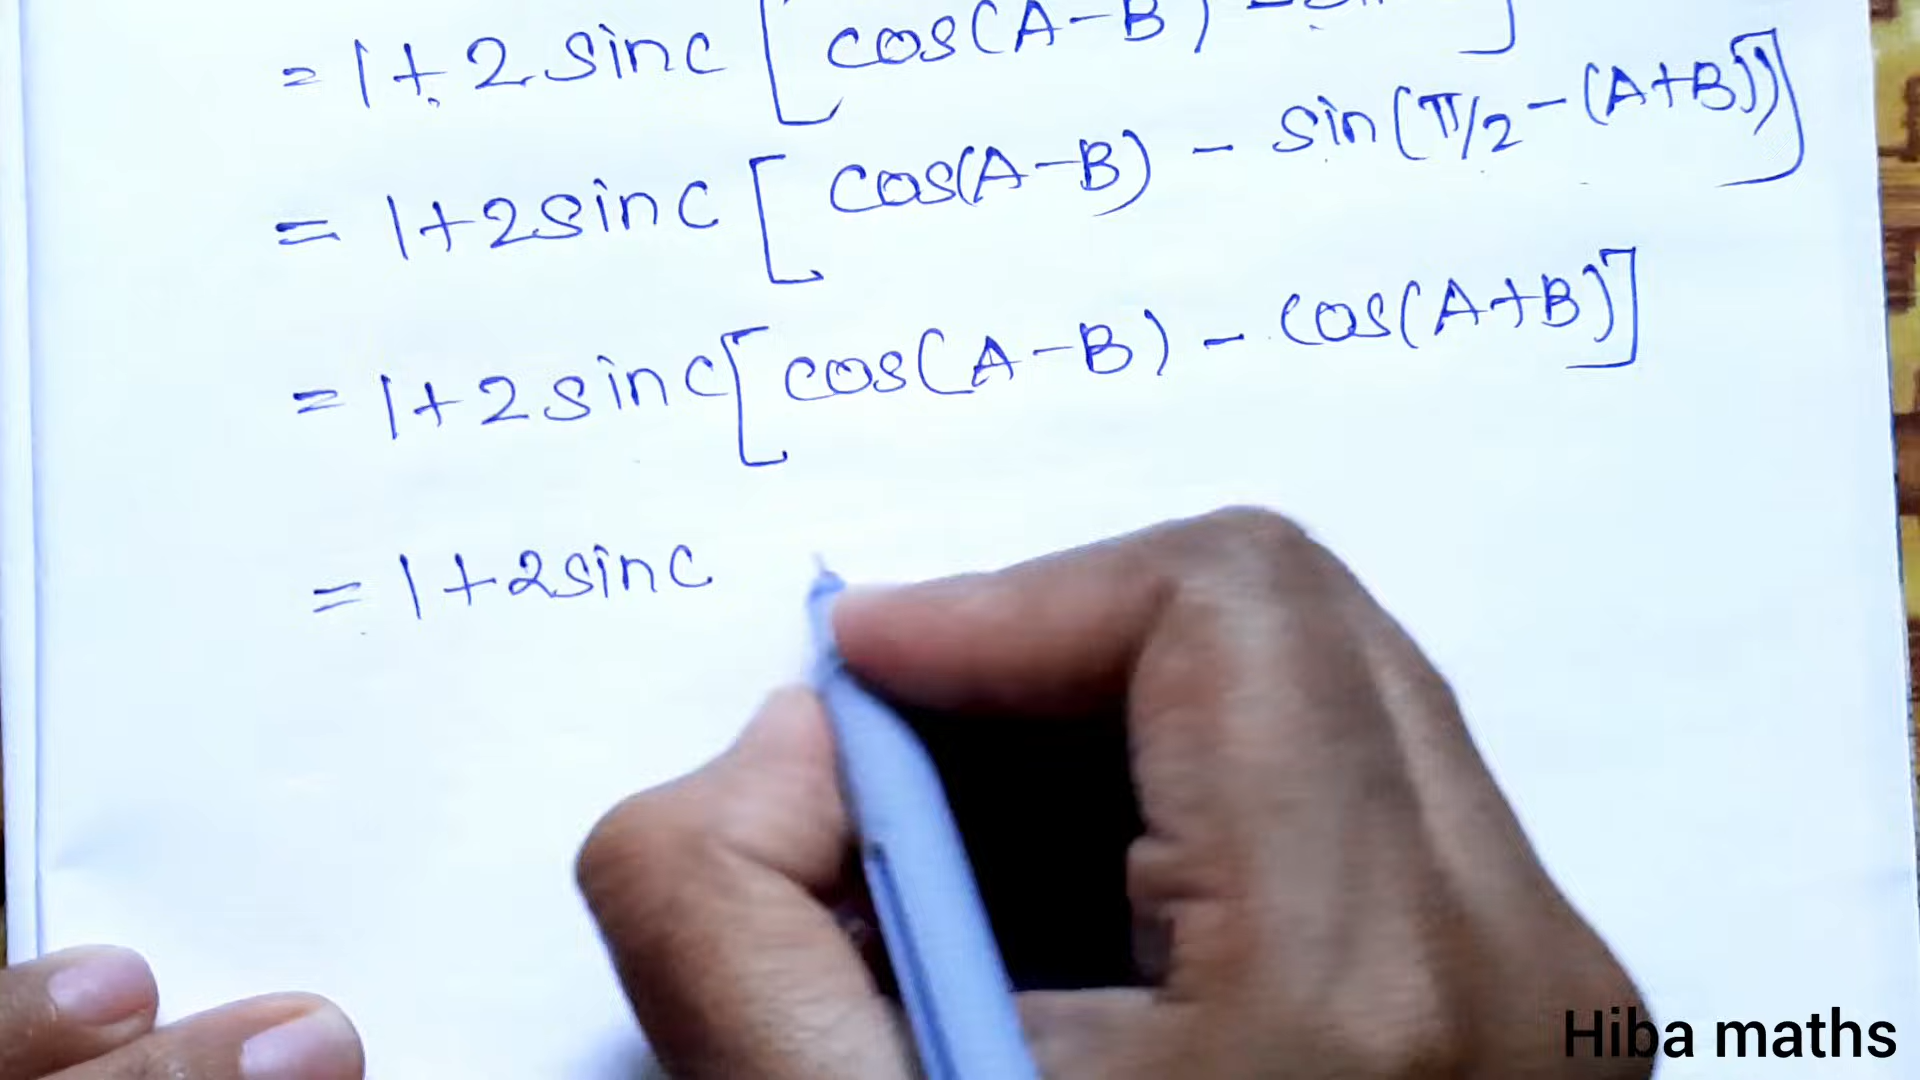 = 1+2 sinc [cos(A-B) -
= 1+2sinc [cos(A-B) - sin(π/2-(A+B))]
= 1+2sinc[cos(A-B) - cos(A+B)]
= 1+2sinc
Hiba maths